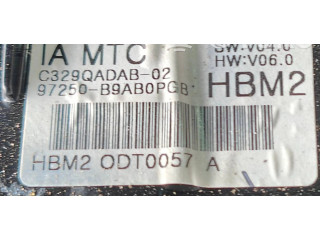 IA MTC SW:V04.0
C329QADAB-02 HW:V06.0
97250-B9AB0PGB HBM2
HBM2 ODT0057 A